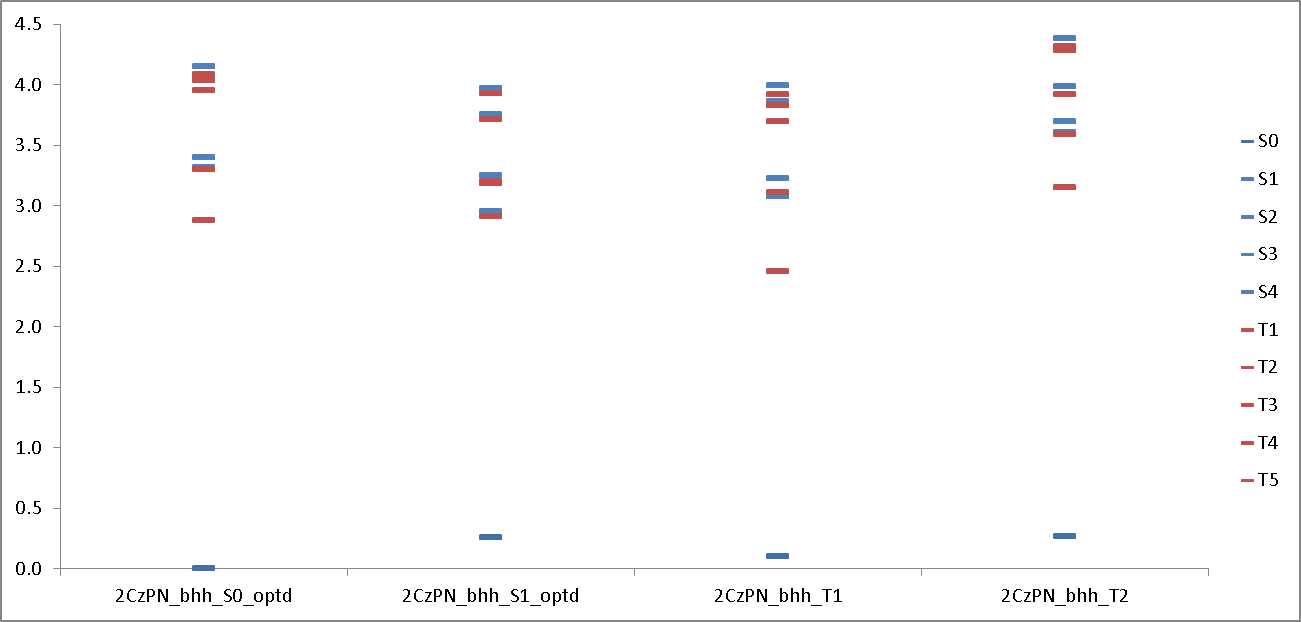 4.5
4.0
3.5
3.0
2.5
2.0
1.5
1.0
0.5
0.0
2CzPN_bhh_S0_optd
2CzPN_bhh_S1_optd
2CzPN_bhh_T1
2CzPN_bhh_T2
S0
S1
S2
S3
S4
T1
T2
T3
T4
T5